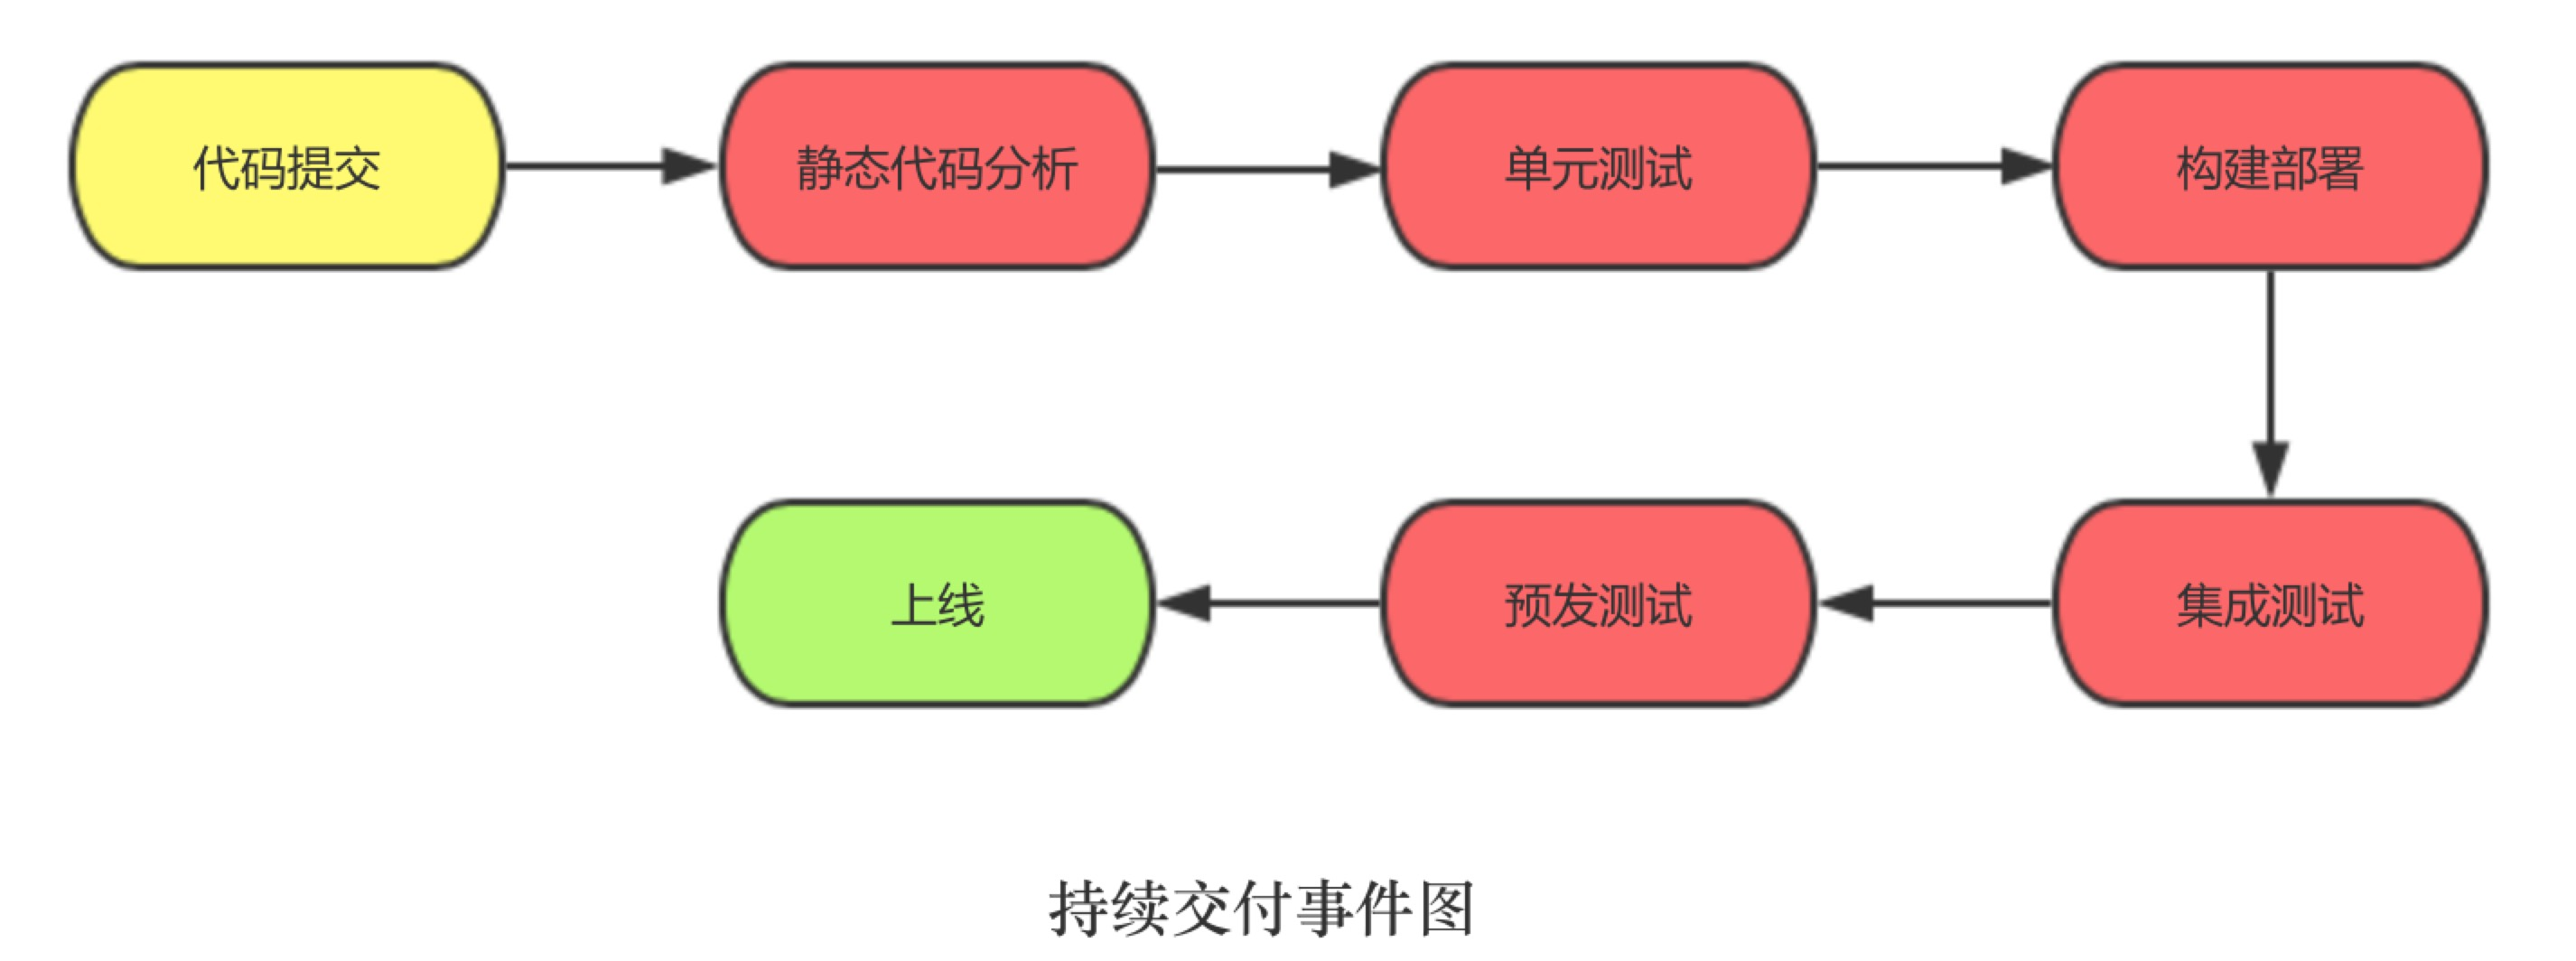 代码提交
静态代码分析
单元测试
构建部署
上线
预发测试
集成测试
持续交付事件图